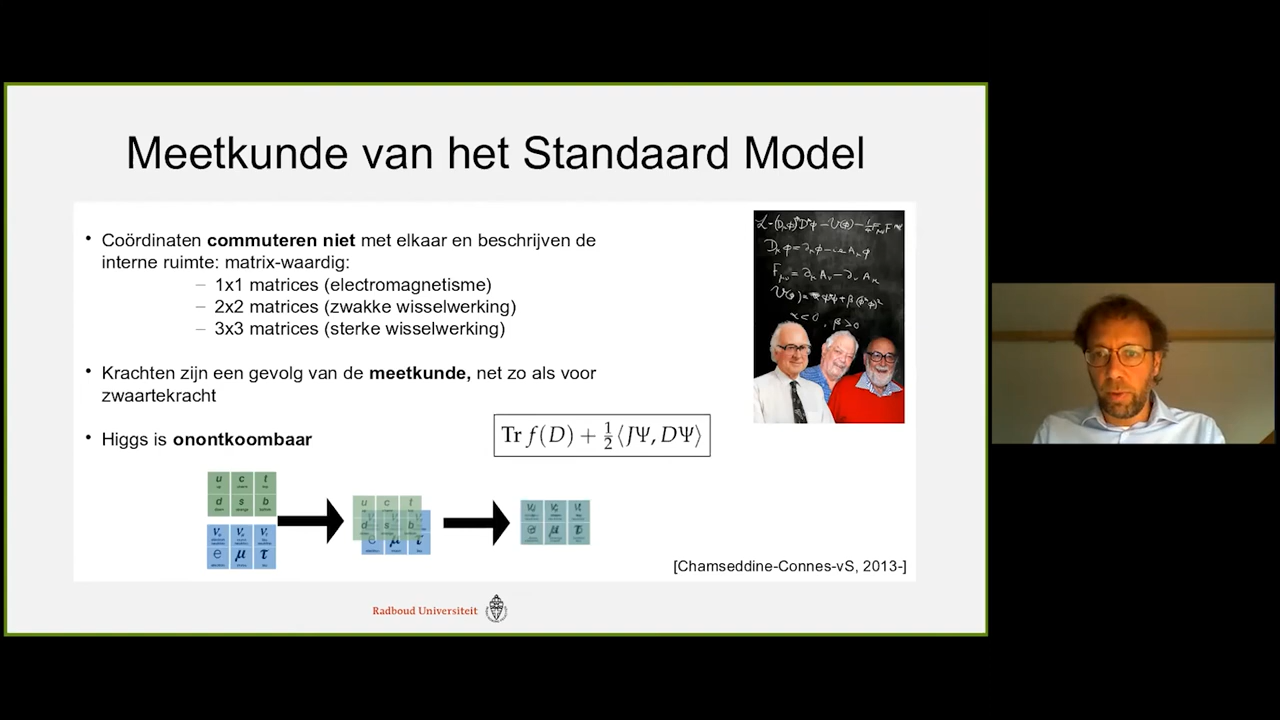 Meetkunde van het Standaard Model
• Coördinaten commuteren niet met elkaar en beschrijven de
interne ruimte: matrix-waardig:
– 1x1 matrices (electromagnetisme)
– 2x2 matrices (zwakke wisselwerking)
– 3x3 matrices (sterke wisselwerking)
• Krachten zijn een gevolg van de meetkunde, net zo als voor
zwaartekracht
• Higgs is onontkoombaar
Tr f(D) + ½⟨JΨ, DΨ⟩
u c t
d s b
e μ τ
u c t
d s b
e μ τ
e μ τ
[Chamseddine-Connes-vS, 2013-]
Radboud Universiteit